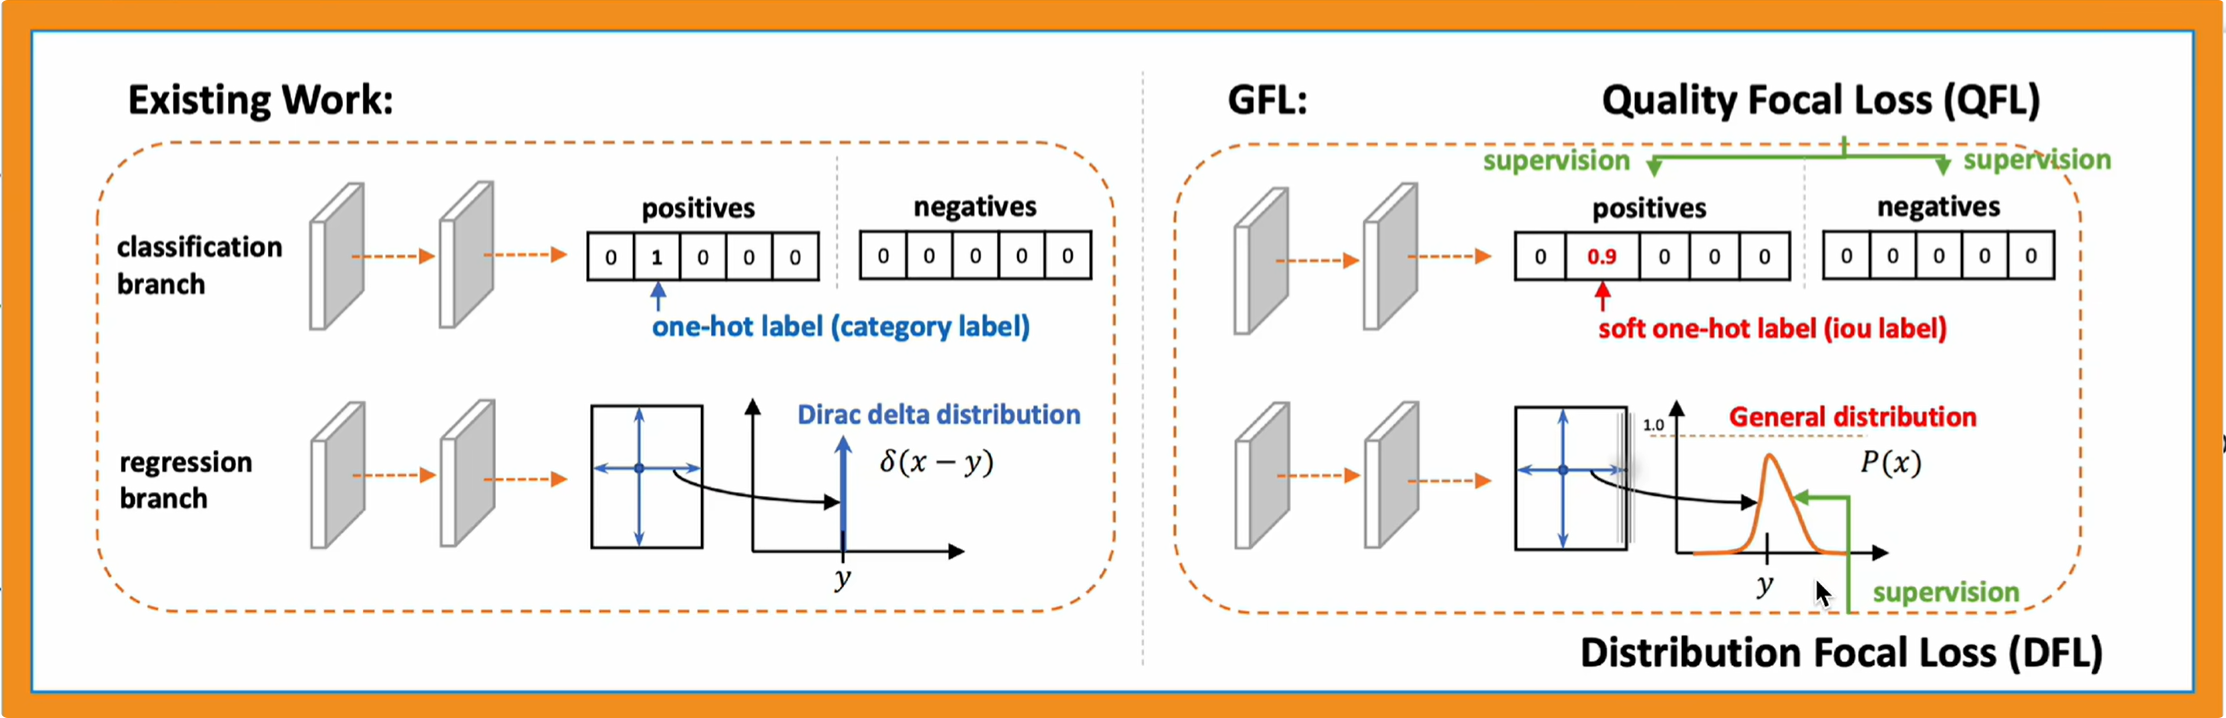 Existing Work:
classification
branch
positives
negatives
0 1 0 0 0
0 0 0 0 0
one-hot label (category label)
regression
branch
Dirac delta distribution
δ(x − y)
y
GFL:
Quality Focal Loss (QFL)
supervision
supervision
positives
negatives
0 0.9 0 0 0
0 0 0 0 0
soft one-hot label (iou label)
1.0
General distribution
P(x)
y
supervision
Distribution Focal Loss (DFL)